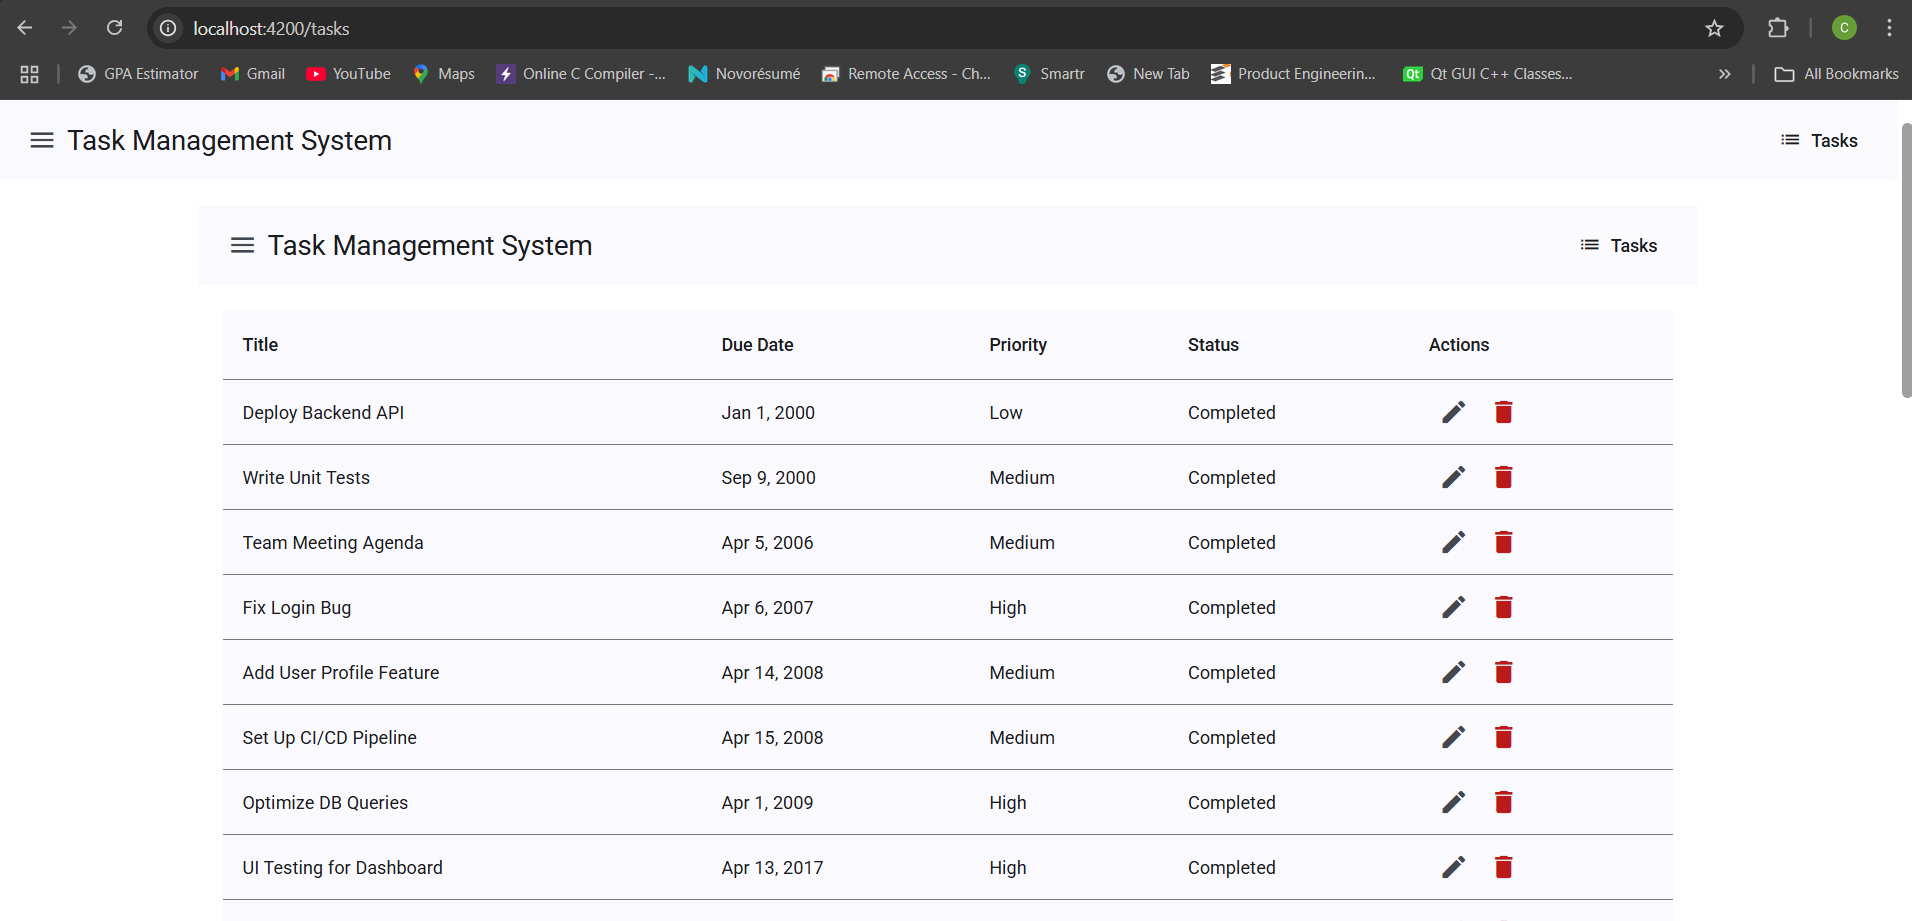 localhost:4200/tasks
C
GPA Estimator Gmail YouTube Maps Online C Compiler -... Novorésumé Remote Access - Ch... S Smartr New Tab Product Engineerin... Qt Qt GUI C++ Classes... » All Bookmarks
Task Management System Tasks
Task Management System Tasks
Title Due Date Priority Status Actions
Deploy Backend API Jan 1, 2000 Low Completed
Write Unit Tests Sep 9, 2000 Medium Completed
Team Meeting Agenda Apr 5, 2006 Medium Completed
Fix Login Bug Apr 6, 2007 High Completed
Add User Profile Feature Apr 14, 2008 Medium Completed
Set Up CI/CD Pipeline Apr 15, 2008 Medium Completed
Optimize DB Queries Apr 1, 2009 High Completed
UI Testing for Dashboard Apr 13, 2017 High Completed